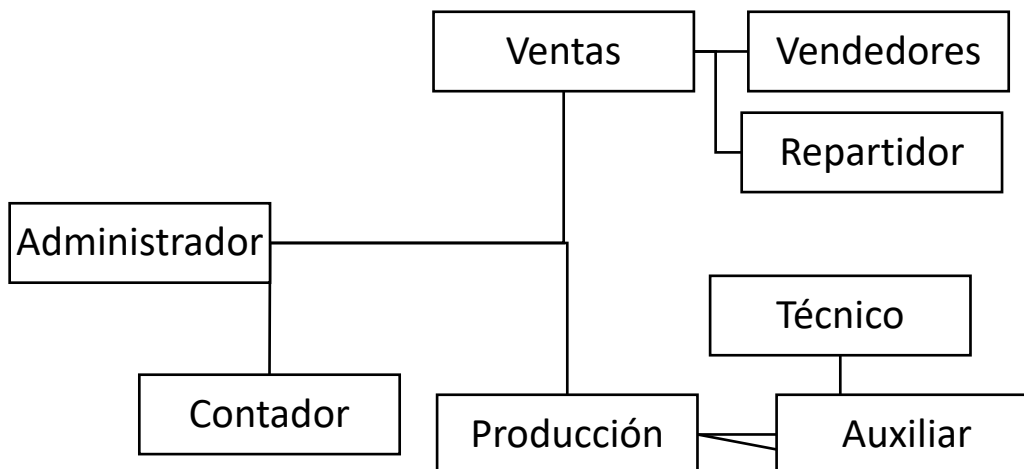 Ventas
Vendedores
Repartidor
Administrador
Técnico
Contador
Producción
Auxiliar